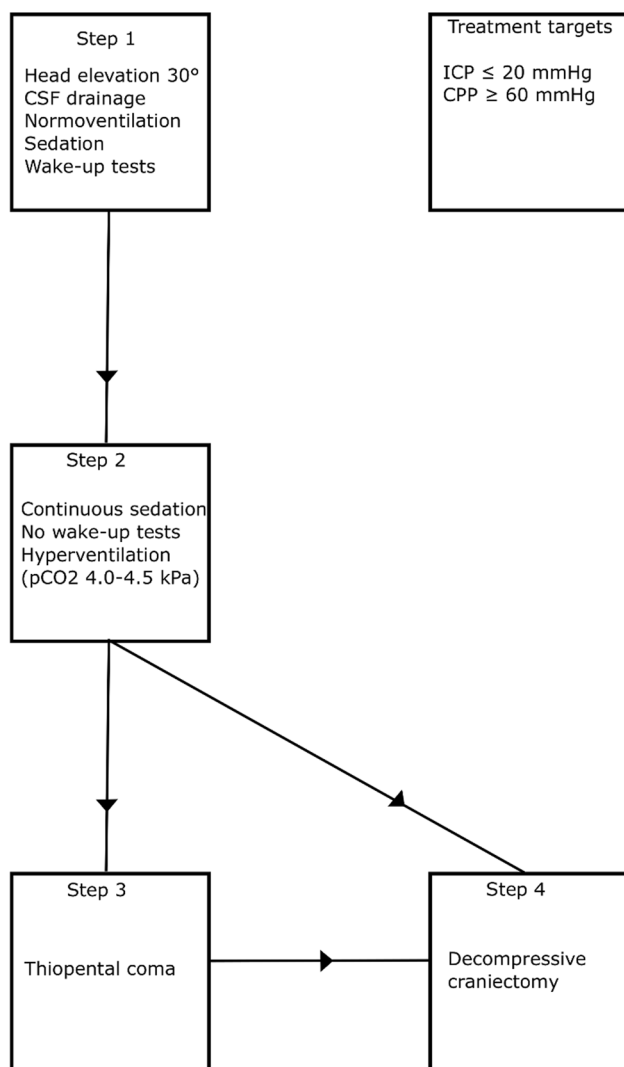 Step 1
Head elevation 30°
CSF drainage
Normoventilation
Sedation
Wake-up tests
Treatment targets
ICP ≤ 20 mmHg
CPP ≥ 60 mmHg
Step 2
Continuous sedation
No wake-up tests
Hyperventilation
(pCO2 4.0-4.5 kPa)
Step 3
Thiopental coma
Step 4
Decompressive
craniectomy